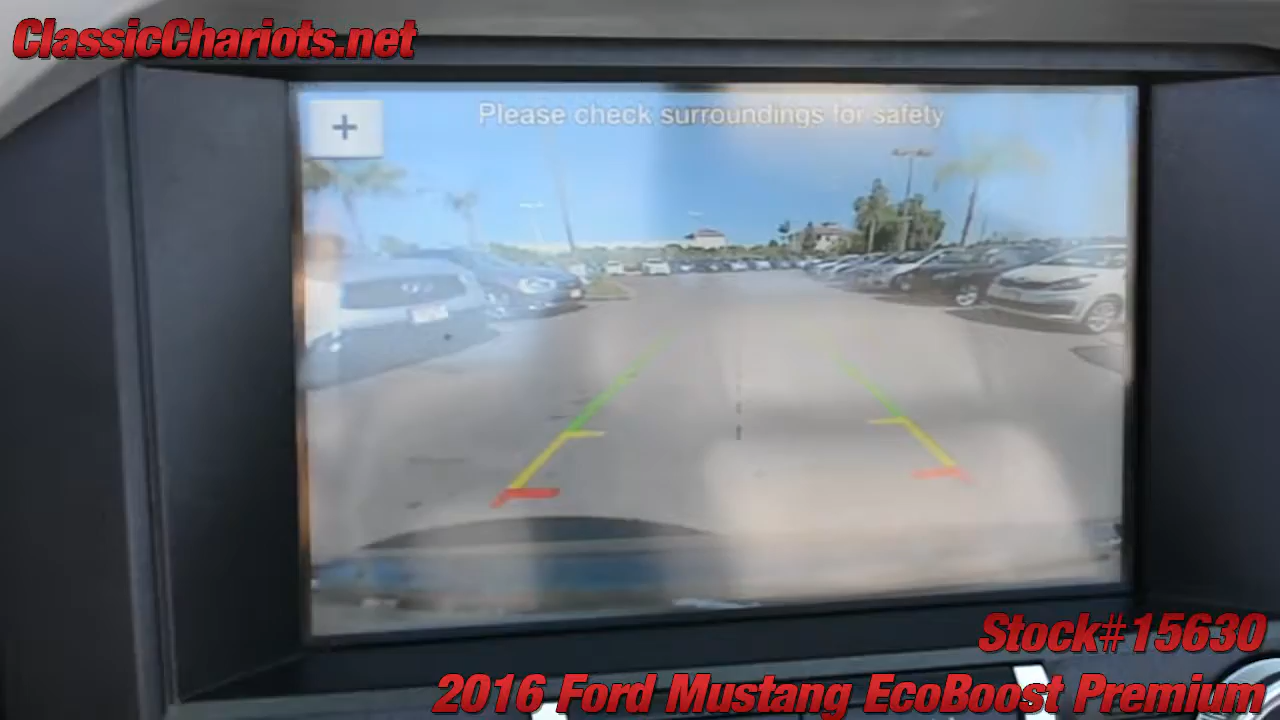 ClassicChariots.net
Please check surroundings for safety
+
Stock#15630
2016 Ford Mustang EcoBoost Premium